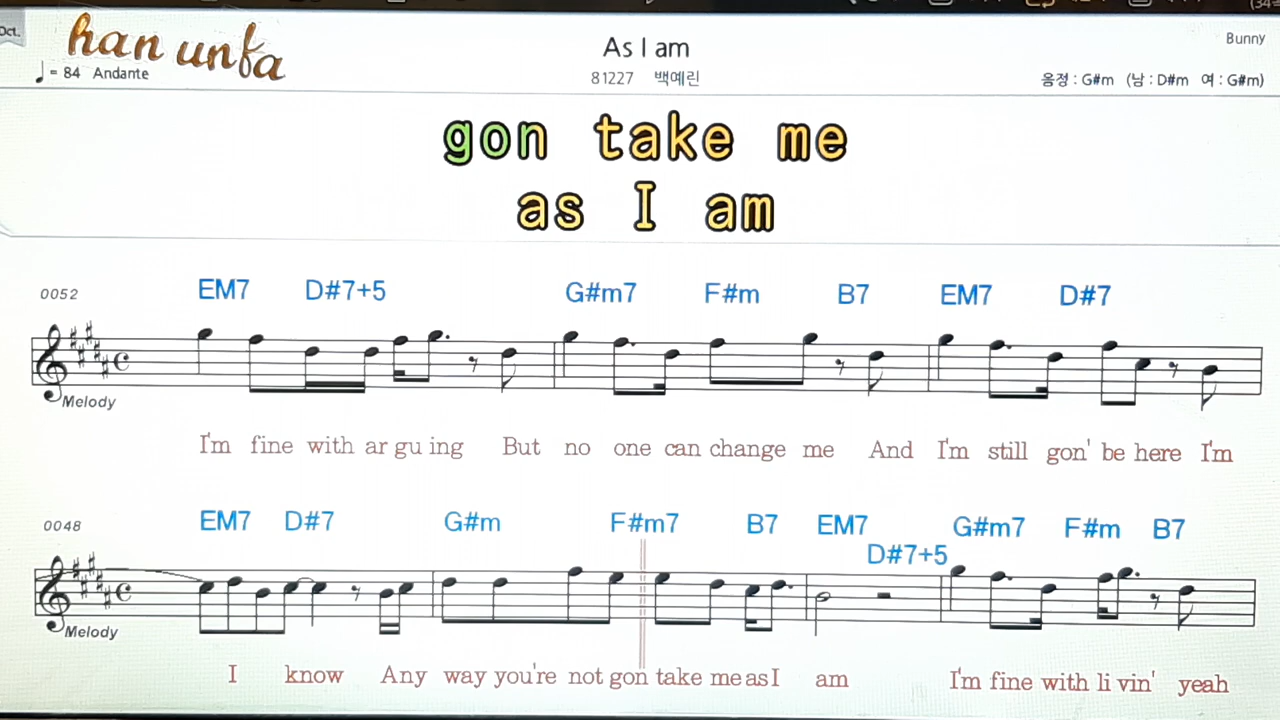 Oct.
han unfa
As I am
Bunny
♩= 84 Andante
81227 백예린
음정 : G#m (남 : D#m 여 : G#m)
gon take me
as I am
0052 EM7 D#7+5 G#m7 F#m B7 EM7 D#7
Melody
I'm fine with ar gu ing But no one can change me And I'm still gon' be here I'm
0048 EM7 D#7 G#m F#m7 B7 EM7 D#7+5 G#m7 F#m B7
Melody
I know Any way you're not gon take me as I am I'm fine with li vin' yeah